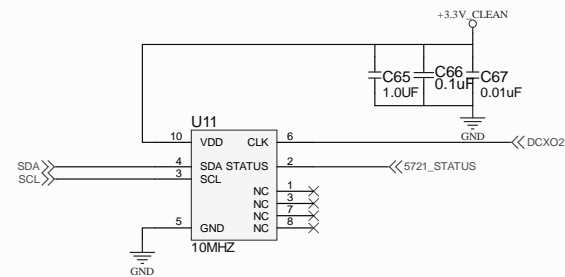 +3.3V_CLEAN
C65
1.0UF
C66
0.1uF
C67
0.01uF
GND
U11
10 VDD CLK 6
DCXO2
SDA 4 SDA STATUS 2 5721_STATUS
SCL 3 SCL
NC 1
NC 3
NC 7
NC 8
5 GND
10MHZ
GND